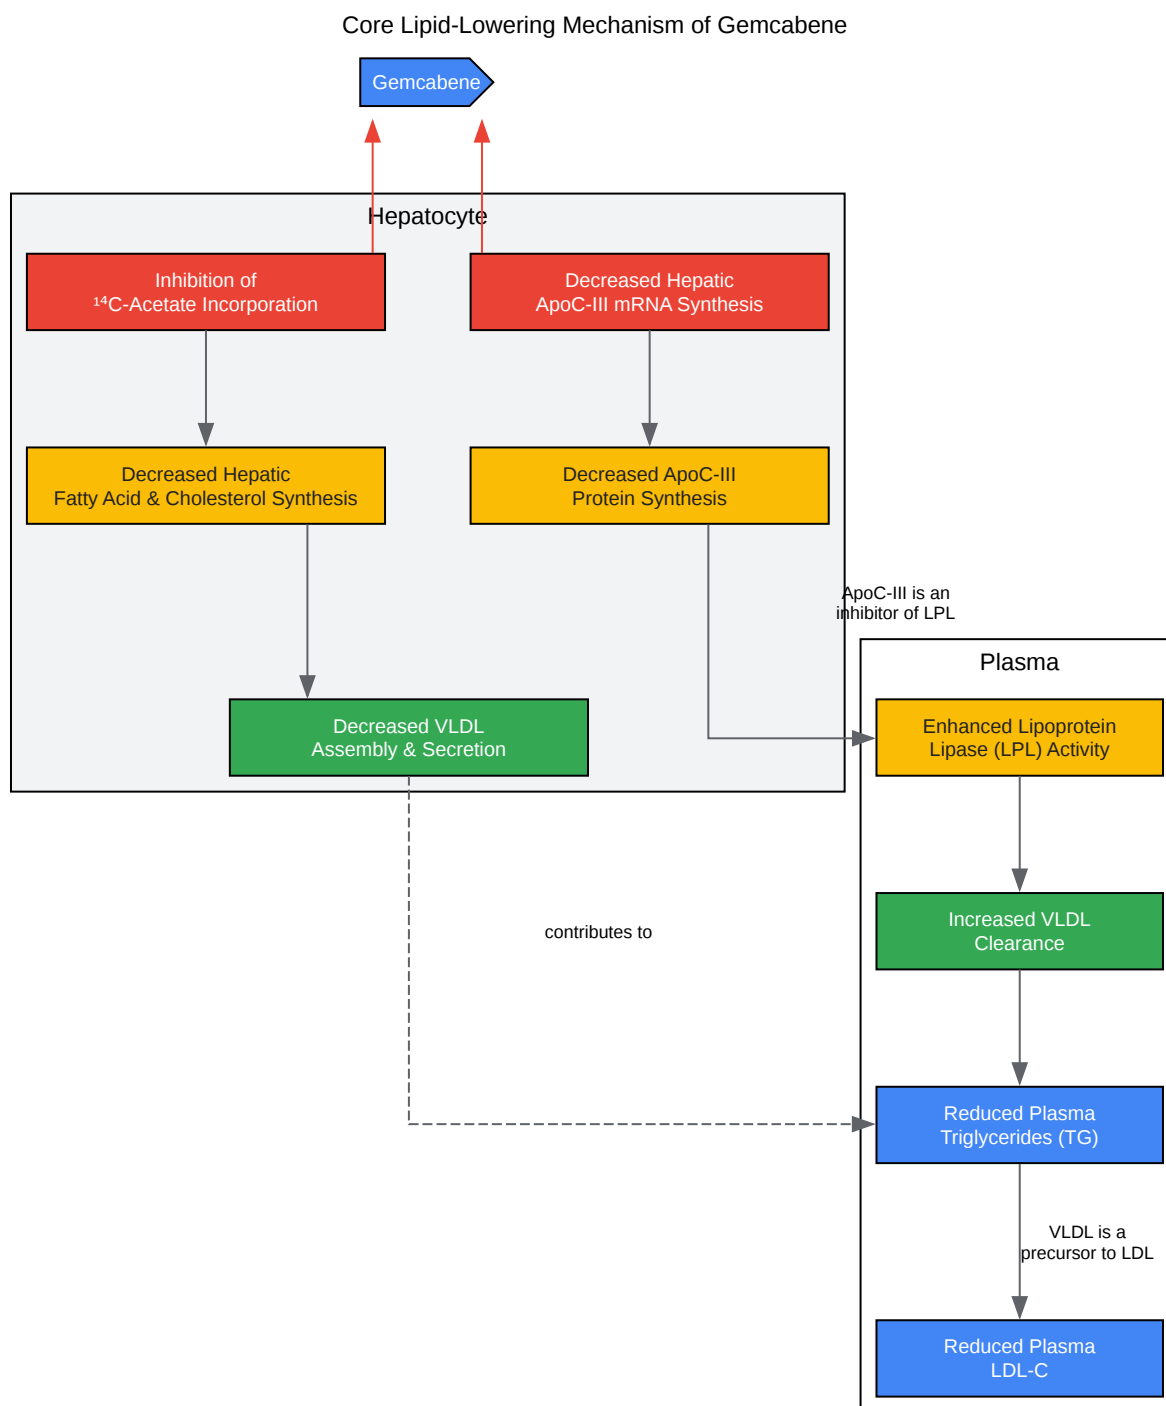 Core Lipid-Lowering Mechanism of Gemcabene
Gemcabene
Hepatocyte
Inhibition of
¹⁴C-Acetate Incorporation
Decreased Hepatic
ApoC-III mRNA Synthesis
Decreased Hepatic
Fatty Acid & Cholesterol Synthesis
Decreased ApoC-III
Protein Synthesis
ApoC-III is an
inhibitor of LPL
Plasma
Decreased VLDL
Assembly & Secretion
Enhanced Lipoprotein
Lipase (LPL) Activity
contributes to
Increased VLDL
Clearance
Reduced Plasma
Triglycerides (TG)
VLDL is a
precursor to LDL
Reduced Plasma
LDL-C